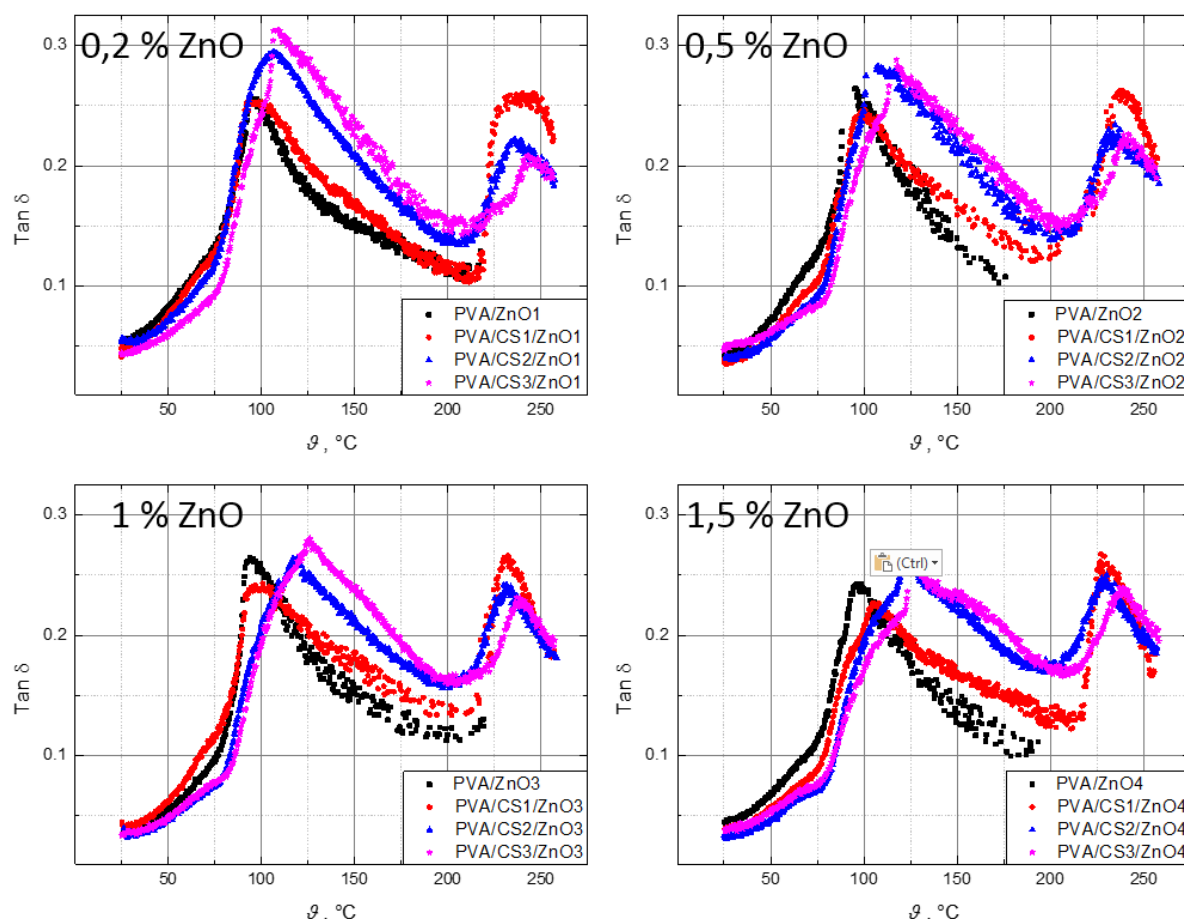 0,2 % ZnO
0.3
0.2
0.1
Tan δ
PVA/ZnO1
PVA/CS1/ZnO1
PVA/CS2/ZnO1
PVA/CS3/ZnO1
50 100 150 200 250
ϑ , °C
0,5 % ZnO
0.3
0.2
0.1
Tan δ
PVA/ZnO2
PVA/CS1/ZnO2
PVA/CS2/ZnO2
PVA/CS3/ZnO2
50 100 150 200 250
ϑ , °C
1 % ZnO
0.3
0.2
0.1
Tan δ
PVA/ZnO3
PVA/CS1/ZnO3
PVA/CS2/ZnO3
PVA/CS3/ZnO3
50 100 150 200 250
ϑ , °C
1,5 % ZnO
(Ctrl)
0.3
0.2
0.1
Tan δ
PVA/ZnO4
PVA/CS1/ZnO4
PVA/CS2/ZnO4
PVA/CS3/ZnO4
50 100 150 200 250
ϑ , °C